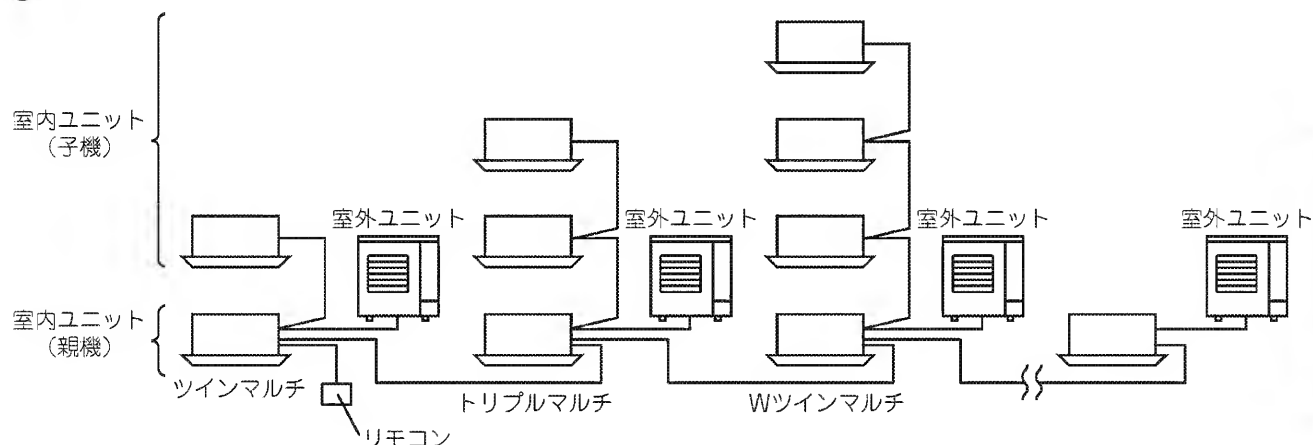 室内ユニット
(子機)
室外ユニット
室外ユニット
室外ユニット
室外ユニット
室内ユニット
(親機)
ツインマルチ
トリプルマルチ
Wツインマルチ
リモコン